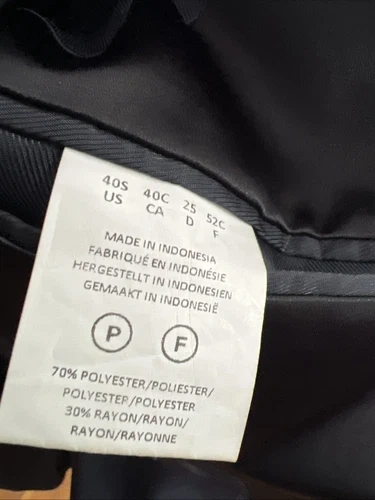 40S 40C 25 52C
US CA D F
MADE IN INDONESIA
FABRIQUÉ EN INDONÉSIE
HERGESTELLT IN INDONESIEN
GEMAAKT IN INDONESIË
P F
70% POLYESTER/POLIESTER/
POLYESTER/POLYESTER
30% RAYON/RAYON/
RAYON/RAYONNE